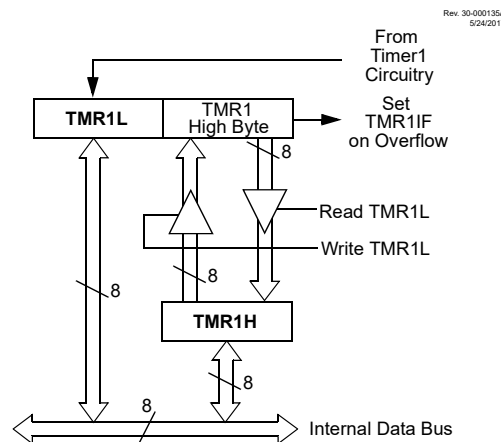 Rev. 30-000135
5/24/201
From
Timer1
Circuitry
TMR1L
TMR1
High Byte
Set
TMR1IF
on Overflow
8
Read TMR1L
Write TMR1L
8
8
TMR1H
8
8
Internal Data Bus